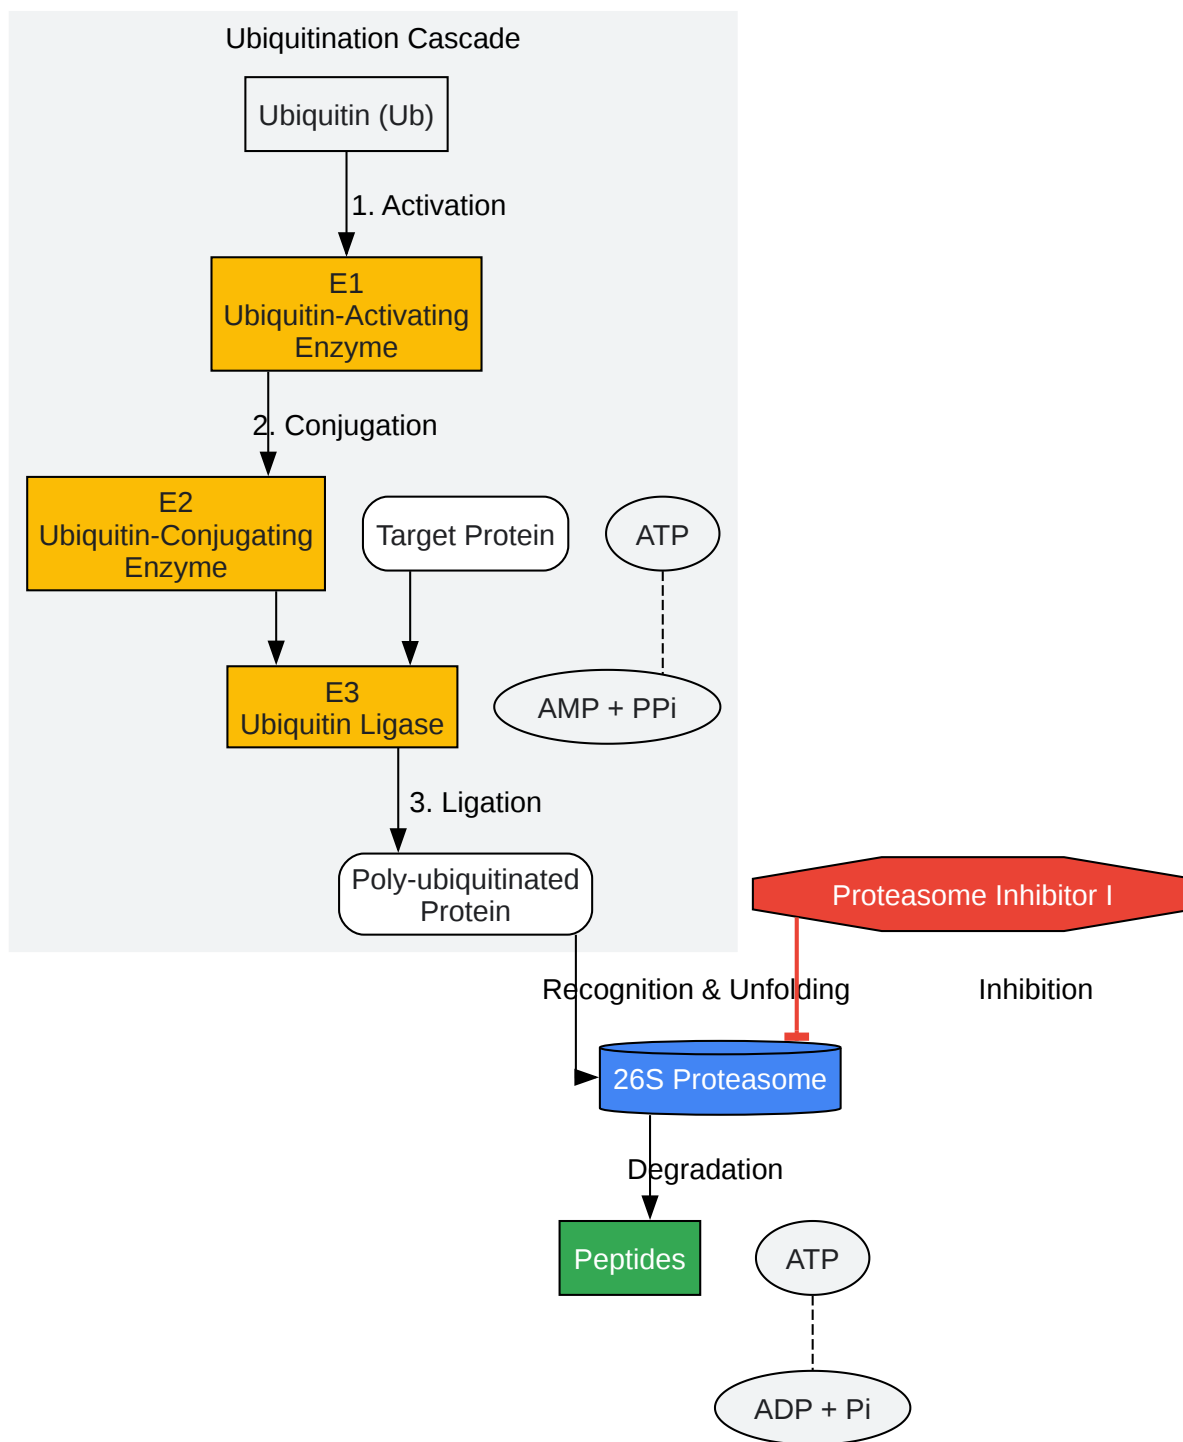 Ubiquitination Cascade
Ubiquitin (Ub)
1. Activation
E1
Ubiquitin-Activating
Enzyme
2. Conjugation
E2
Ubiquitin-Conjugating
Enzyme
Target Protein
ATP
E3
Ubiquitin Ligase
AMP + PPi
3. Ligation
Poly-ubiquitinated
Protein
Proteasome Inhibitor I
Recognition & Unfolding
Inhibition
26S Proteasome
Degradation
Peptides
ATP
ADP + Pi